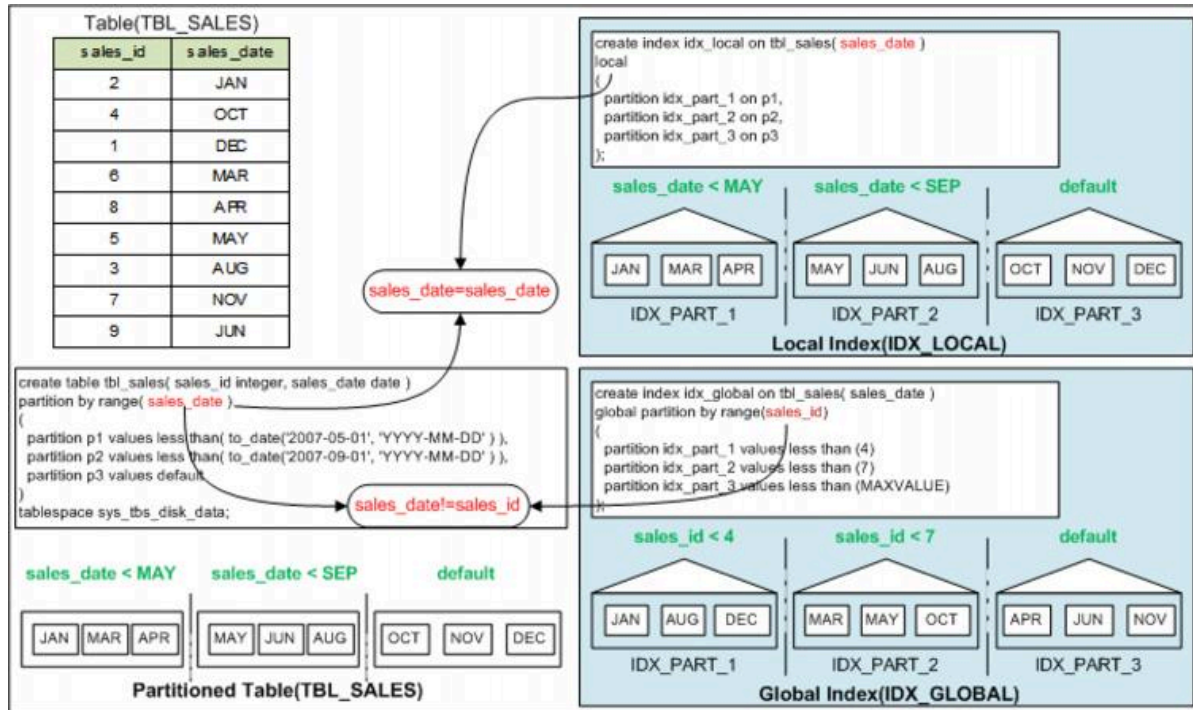 Table(TBL_SALES)
sales_id sales_date
2 JAN
4 OCT
1 DEC
6 MAR
8 APR
5 MAY
3 AUG
7 NOV
9 JUN
create index idx_local on tbl_sales( sales_date )
local
(
partition idx_part_1 on p1,
partition idx_part_2 on p2,
partition idx_part_3 on p3
);
sales_date < MAY sales_date < SEP default
JAN MAR APR MAY JUN AUG OCT NOV DEC
IDX_PART_1 IDX_PART_2 IDX_PART_3
Local Index(IDX_LOCAL)
sales_date=sales_date
create table tbl_sales( sales_id integer, sales_date date )
partition by range( sales_date )
(
partition p1 values less than( to_date('2007-05-01', 'YYYY-MM-DD' ) ),
partition p2 values less than( to_date('2007-09-01', 'YYYY-MM-DD' ) ),
partition p3 values default
)
tablespace sys_tbs_disk_data;
sales_date!=sales_id
sales_date < MAY sales_date < SEP default
JAN MAR APR MAY JUN AUG OCT NOV DEC
Partitioned Table(TBL_SALES)
create index idx_global on tbl_sales( sales_date )
global partition by range(sales_id)
(
partition idx_part_1 values less than (4)
partition idx_part_2 values less than (7)
partition idx_part_3 values less than (MAXVALUE)
);
sales_id < 4 sales_id < 7 default
JAN AUG DEC MAR MAY OCT APR JUN NOV
IDX_PART_1 IDX_PART_2 IDX_PART_3
Global Index(IDX_GLOBAL)